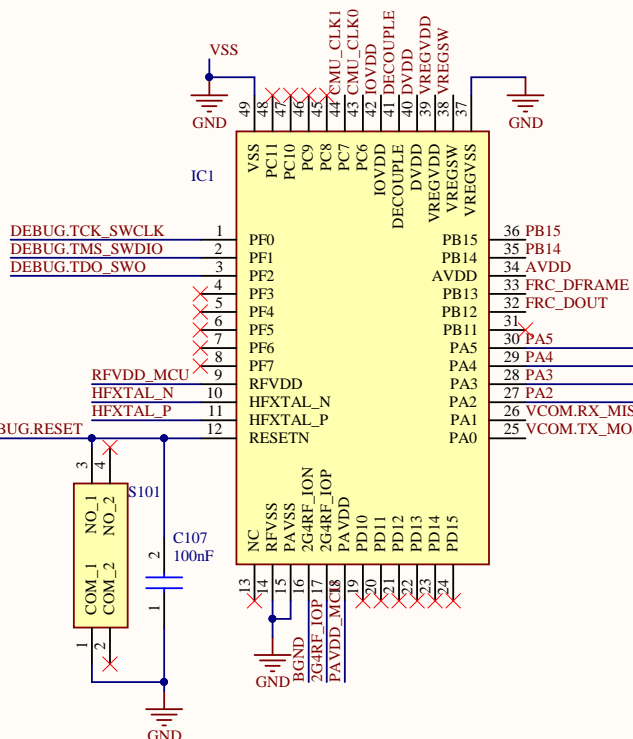 VSS
GND
49
48
47
46
45
44
43
42
41
40
39
38
37
CMU_CLK1
CMU_CLK0
IOVDD
DECOUPLE
DVDD
VREGVDD
VREGSW
GND
IC1
VSS
PC11
PC10
PC9
PC8
PC7
PC6
IOVDD
DECOUPLE
DVDD
VREGVDD
VREGSW
VREGVSS
DEBUG.TCK_SWCLK 1 PF0
DEBUG.TMS_SWDIO 2 PF1
DEBUG.TDO_SWO 3 PF2
4 PF3
5 PF4
6 PF5
7 PF6
8 PF7
RFVDD_MCU 9 RFVDD
HFXTAL_N 10 HFXTAL_N
HFXTAL_P 11 HFXTAL_P
BUG.RESET 12 RESETN
PB15 36 PB15
PB14 35 PB14
AVDD 34 AVDD
PB13 33 FRC_DFRAME
PB12 32 FRC_DOUT
PB11 31
PA5 30 PA5
PA4 29 PA4
PA3 28 PA3
PA2 27 PA2
PA1 26 VCOM.RX_MIS
PA0 25 VCOM.TX_MO
3
4
S101
NO_1
NO_2
COM_1
COM_2
1
2
C107
100nF
2
1
GND
NC
RFVSS
PAVSS
2G4RF_ION
2G4RF_IOP
PAVDD
PD10
PD11
PD12
PD13
PD14
PD15
13
14
15
16
17
18
19
20
21
22
23
24
BGND
2G4RF_IOP
PAVDD_MCU
GND